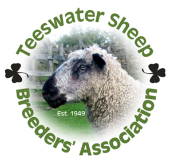 Teeswater Sheep
Est. 1949
Breeders' Association